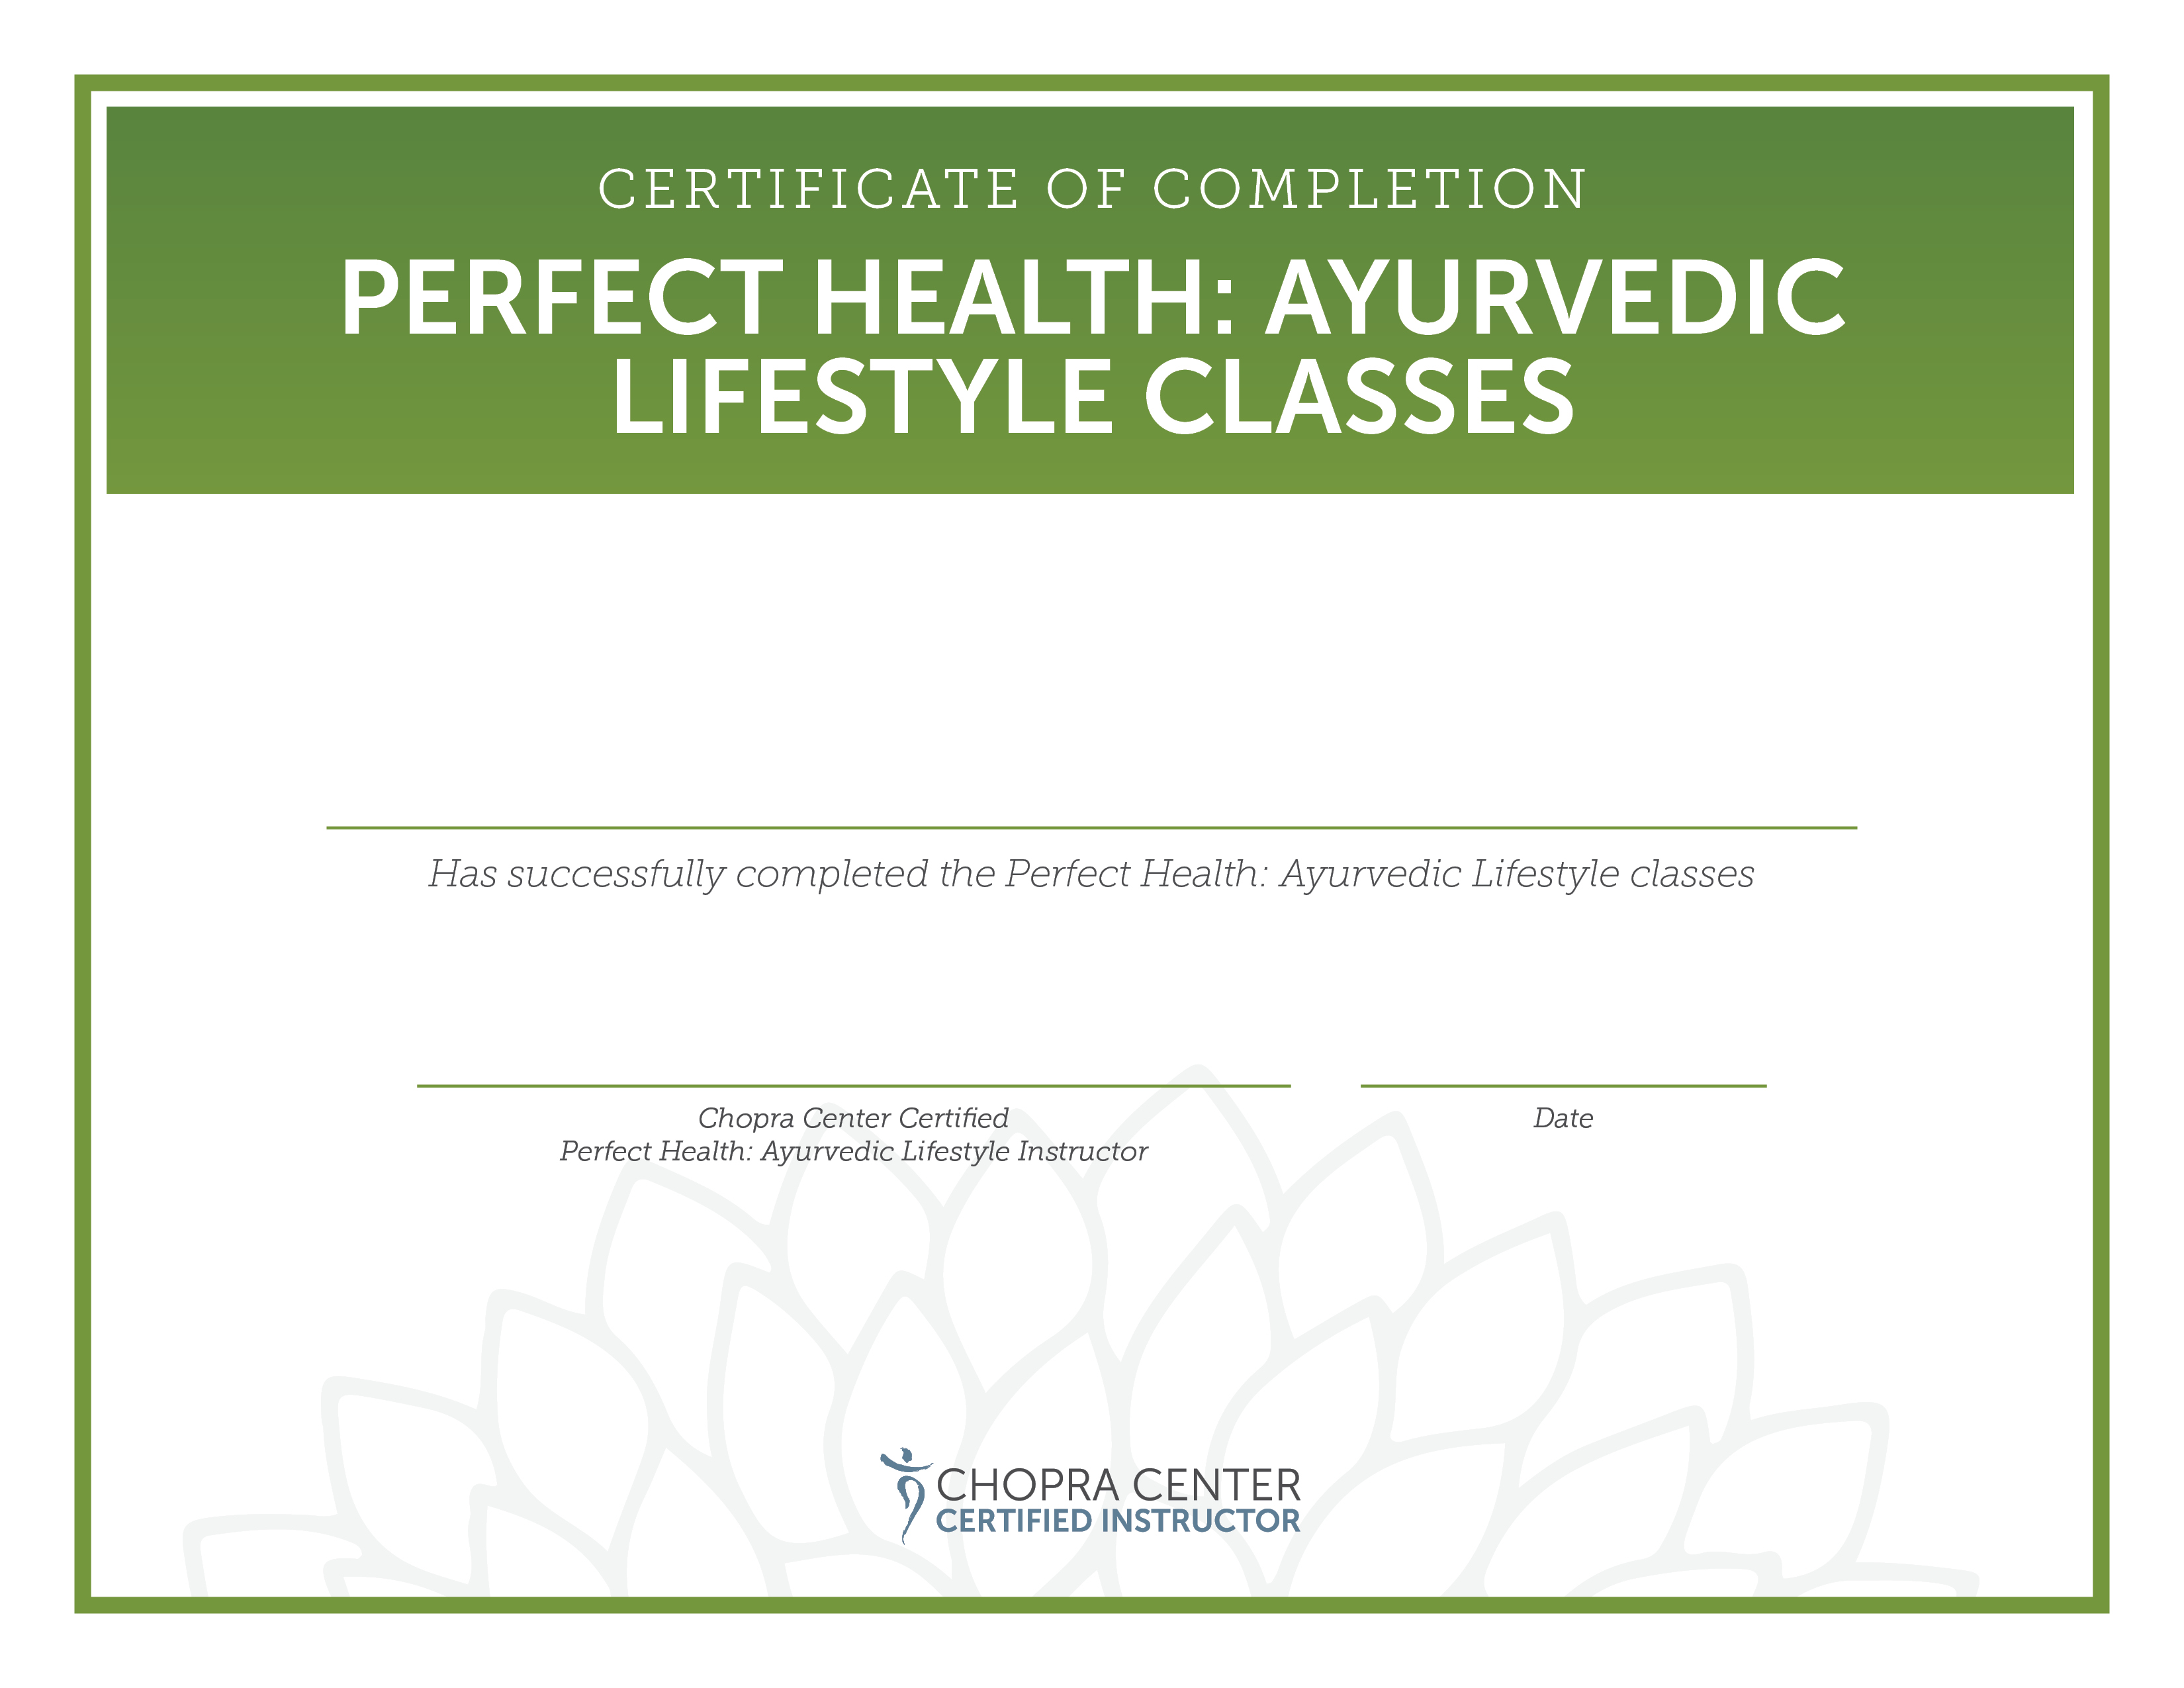 CERTIFICATE OF COMPLETION
PERFECT HEALTH: AYURVEDIC
LIFESTYLE CLASSES
Has successfully completed the Perfect Health: Ayurvedic Lifestyle classes
Chopra Center Certified
Perfect Health: Ayurvedic Lifestyle Instructor
Date
CHOPRA CENTER
CERTIFIED INSTRUCTOR